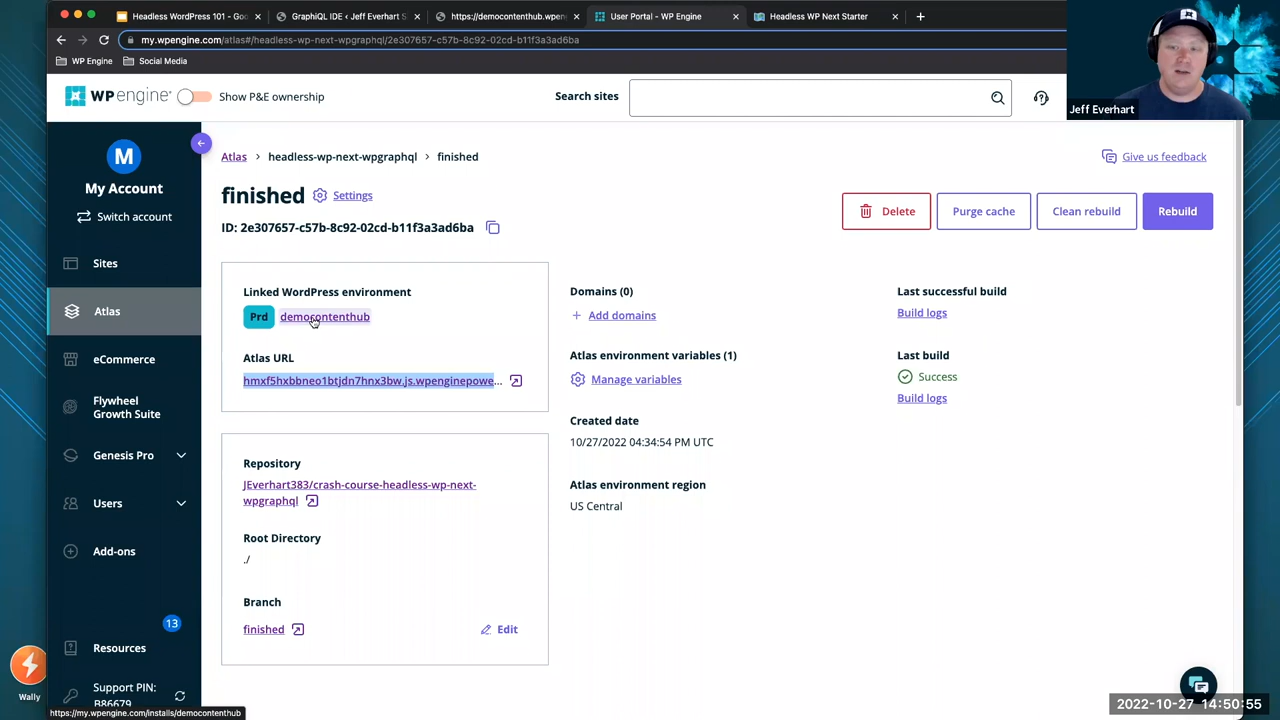 Headless WordPress 101 - Goo
GraphiQL IDE ‹ Jeff Everhart S
https://democontenthub.wpen
User Portal - WP Engine
Headless WP Next Starter
my.wpengine.com/atlas#/headless-wp-next-wpgraphql/2e307657-c57b-8c92-02cd-b11f3a3ad6ba
WP Engine
Social Media
Jeff Everhart
WP engine
Show P&E ownership
Search sites
M
My Account
Switch account
Sites
Atlas
eCommerce
Flywheel
Growth Suite
Genesis Pro
Users
Add-ons
13
Resources
Support PIN:
B86679
Wally
Atlas > headless-wp-next-wpgraphql > finished
Give us feedback
finished
Settings
ID: 2e307657-c57b-8c92-02cd-b11f3a3ad6ba
Delete
Purge cache
Clean rebuild
Rebuild
Linked WordPress environment
Prd democontenthub
Atlas URL
hmxf5hxbbneo1btjdn7hnx3bw.js.wpenginepowe...
Repository
JEverhart383/crash-course-headless-wp-next-
wpgraphql
Root Directory
./
Branch
finished
Edit
Domains (0)
+ Add domains
Atlas environment variables (1)
Manage variables
Created date
10/27/2022 04:34:54 PM UTC
Atlas environment region
US Central
Last successful build
Build logs
Last build
Success
Build logs
https://my.wpengine.com/installs/democontenthub
2022-10-27 14:50:55